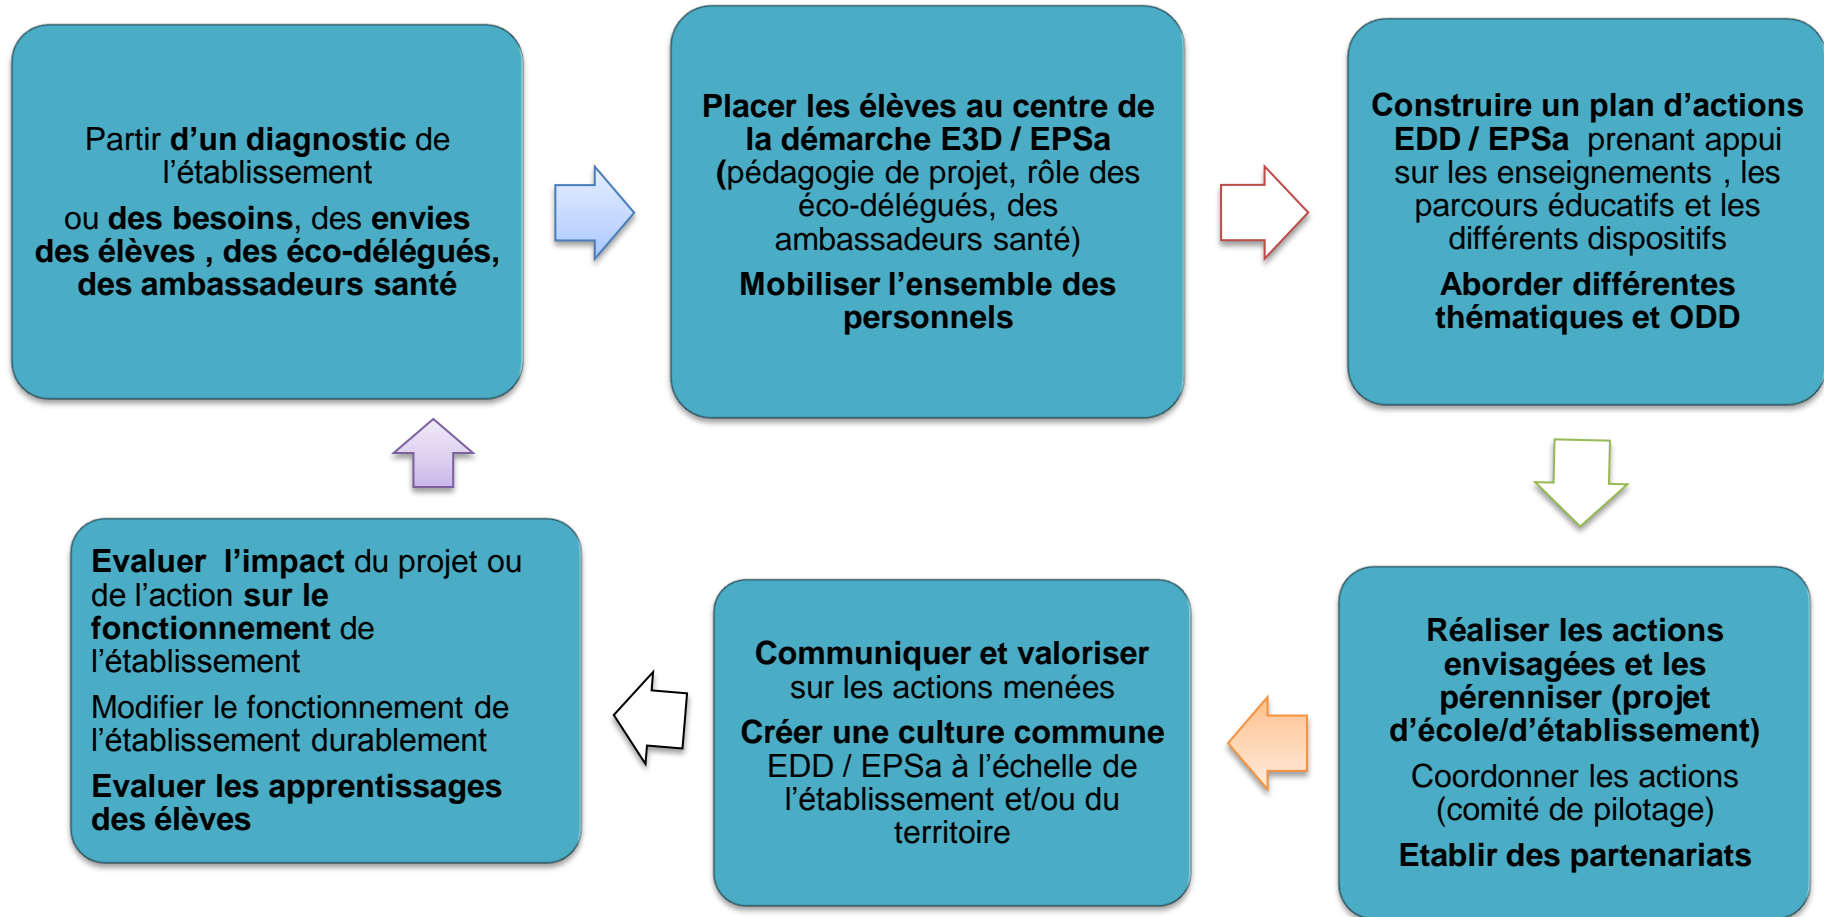 Partir d’un diagnostic de
l’établissement
ou des besoins, des envies
des élèves , des éco-délégués,
des ambassadeurs santé
Placer les élèves au centre de
la démarche E3D / EPSa
(pédagogie de projet, rôle des
éco-délégués, des
ambassadeurs santé)
Mobiliser l’ensemble des
personnels
Construire un plan d’actions
EDD / EPSa prenant appui
sur les enseignements , les
parcours éducatifs et les
différents dispositifs
Aborder différentes
thématiques et ODD
Réaliser les actions
envisagées et les
pérenniser (projet
d’école/d’établissement)
Coordonner les actions
(comité de pilotage)
Etablir des partenariats
Communiquer et valoriser
sur les actions menées
Créer une culture commune
EDD / EPSa à l’échelle de
l’établissement et/ou du
territoire
Evaluer l’impact du projet ou
de l’action sur le
fonctionnement de
l’établissement
Modifier le fonctionnement de
l’établissement durablement
Evaluer les apprentissages
des élèves